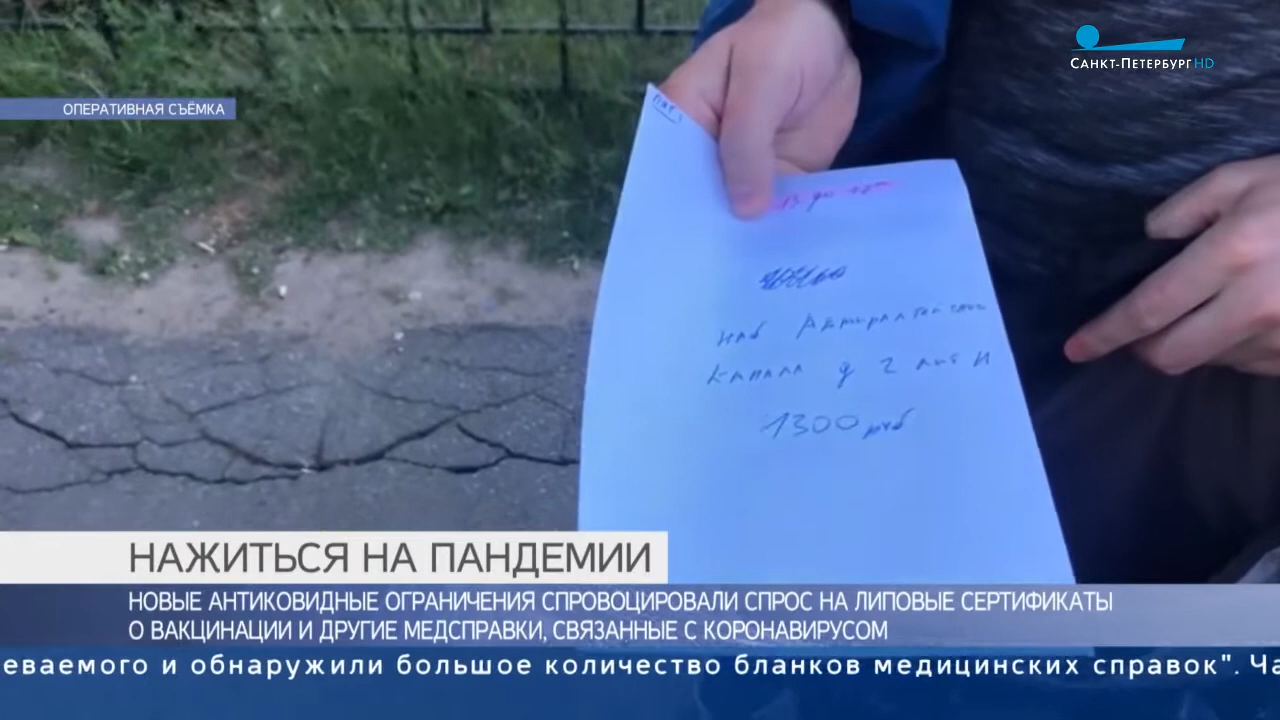 САНКТ-ПЕТЕРБУРГ HD
ОПЕРАТИВНАЯ СЪЁМКА
наб Адмиралтейского
канала д 2 лит И
1300 руб
НАЖИТЬСЯ НА ПАНДЕМИИ
НОВЫЕ АНТИКОВИДНЫЕ ОГРАНИЧЕНИЯ СПРОВОЦИРОВАЛИ СПРОС НА ЛИПОВЫЕ СЕРТИФИКАТЫ
О ВАКЦИНАЦИИ И ДРУГИЕ МЕДСПРАВКИ, СВЯЗАННЫЕ С КОРОНАВИРУСОМ
еваемого и обнаружили большое количество бланков медицинских справок". Ча